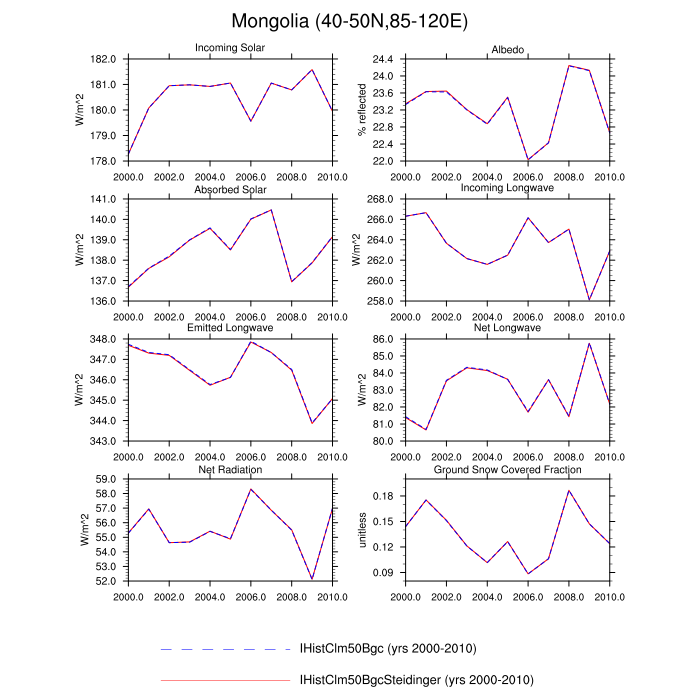 Mongolia (40-50N,85-120E)
Incoming Solar
W/m^2
182.0
181.0
180.0
179.0
178.0
2000.0 2002.0 2004.0 2006.0 2008.0 2010.0
Albedo
% reflected
24.4
24.0
23.6
23.2
22.8
22.4
22.0
2000.0 2002.0 2004.0 2006.0 2008.0 2010.0
Absorbed Solar
W/m^2
141.0
140.0
139.0
138.0
137.0
136.0
2000.0 2002.0 2004.0 2006.0 2008.0 2010.0
Incoming Longwave
W/m^2
268.0
266.0
264.0
262.0
260.0
258.0
2000.0 2002.0 2004.0 2006.0 2008.0 2010.0
Emitted Longwave
W/m^2
348.0
347.0
346.0
345.0
344.0
343.0
2000.0 2002.0 2004.0 2006.0 2008.0 2010.0
Net Longwave
W/m^2
86.0
85.0
84.0
83.0
82.0
81.0
80.0
2000.0 2002.0 2004.0 2006.0 2008.0 2010.0
Net Radiation
W/m^2
59.0
58.0
57.0
56.0
55.0
54.0
53.0
52.0
2000.0 2002.0 2004.0 2006.0 2008.0 2010.0
Ground Snow Covered Fraction
unitless
0.18
0.15
0.12
0.09
2000.0 2002.0 2004.0 2006.0 2008.0 2010.0
IHistClm50Bgc (yrs 2000-2010)
IHistClm50BgcSteidinger (yrs 2000-2010)